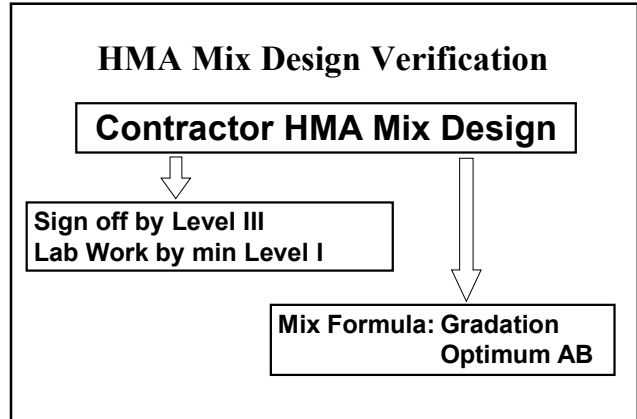 HMA Mix Design Verification
Contractor HMA Mix Design
Sign off by Level III
Lab Work by min Level I
Mix Formula: Gradation
Optimum AB